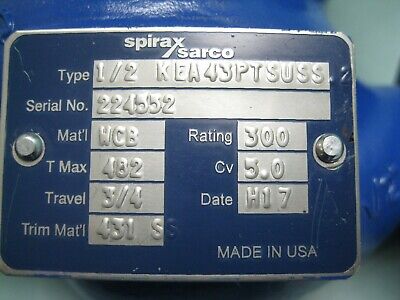 spirax
sarco
Type 1/2 KEA43PTSUSS
Serial No. 224552
Mat'l WCB Rating 300
T Max 482 Cv 5.0
Travel 3/4 Date H17
Trim Mat'l 431 SS
MADE IN USA